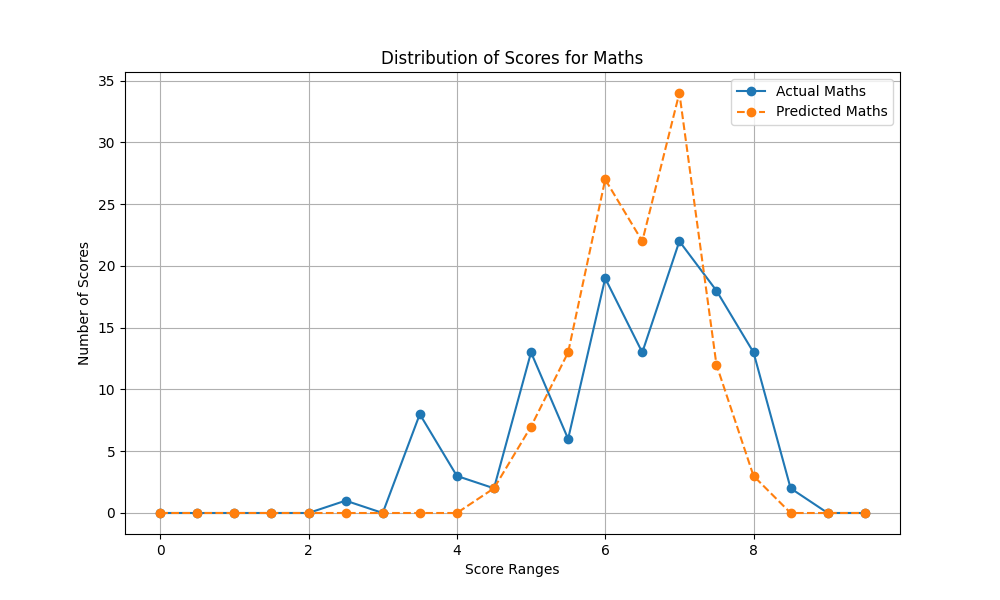 Distribution of Scores for Maths
Actual Maths
Predicted Maths
Number of Scores
35
30
25
20
15
10
5
0
0 2 4 6 8
Score Ranges